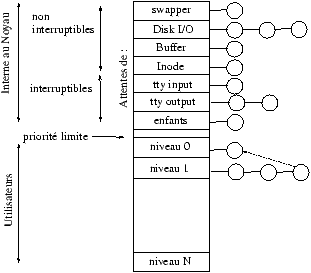 Interne au Noyau
non
interruptibles
interruptibles
Attentes de :
swapper
Disk I/O
Buffer
Inode
tty input
tty output
enfants
priorité limite
Utilisateurs
niveau 0
niveau 1
niveau N